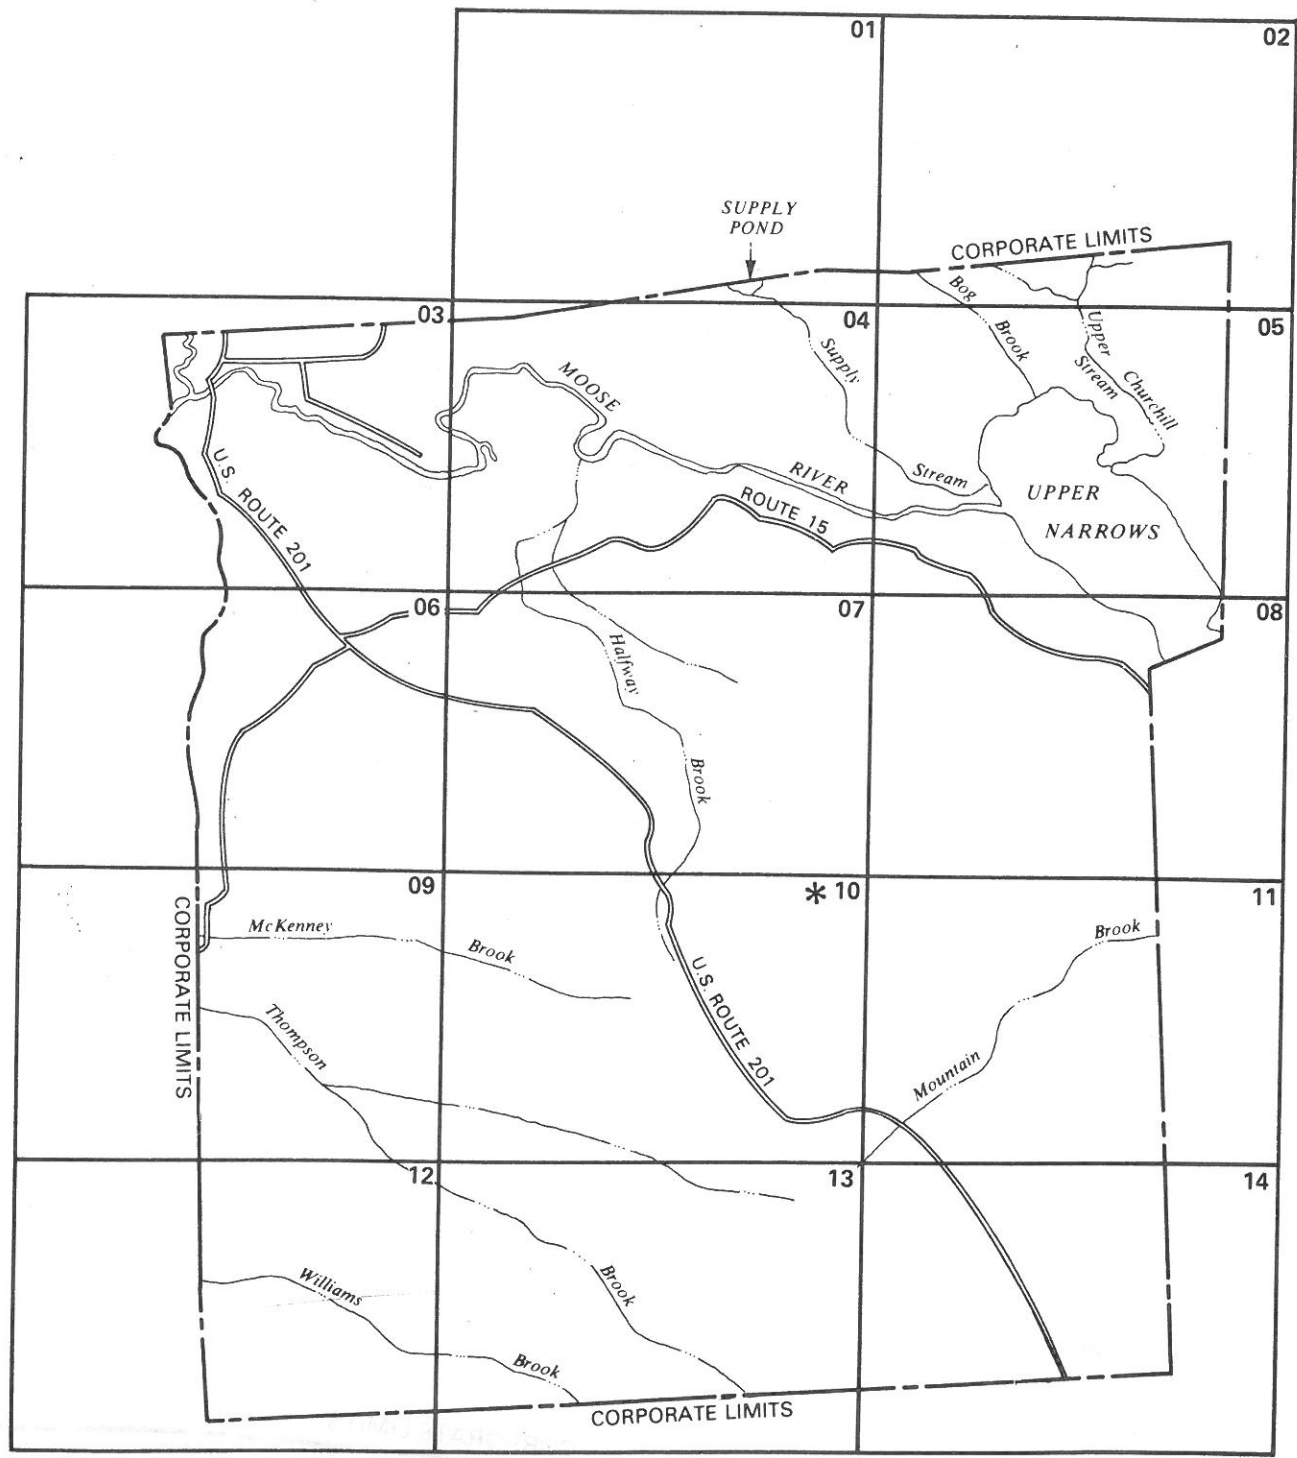 01
02
SUPPLY
POND
CORPORATE LIMITS
Bog
Brook
03
04
05
Upper
Stream
Churchill
Supply
Stream
MOOSE
RIVER
UPPER
NARROWS
U.S. ROUTE 201
ROUTE 15
06
07
08
Halfway
Brook
09
* 10
11
McKenney
Brook
Brook
Mountain
CORPORATE LIMITS
Thompson
U.S. ROUTE 201
12
13
14
Williams
Brook
Brook
CORPORATE LIMITS